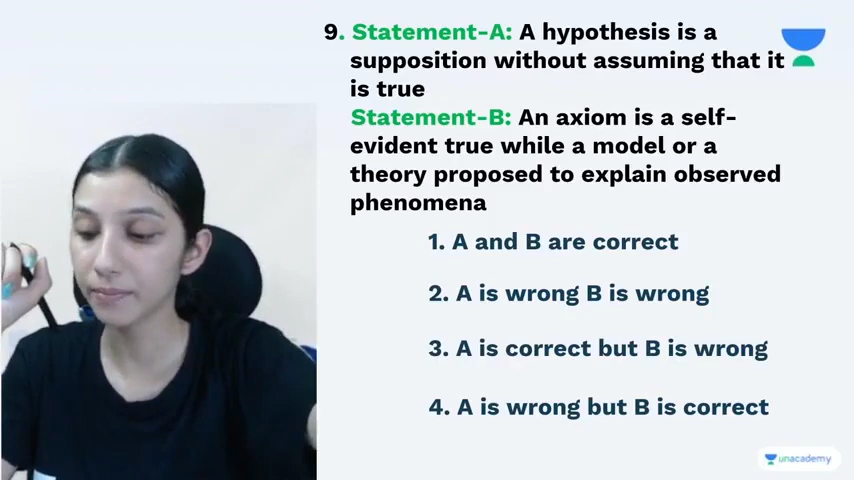 9. Statement-A: A hypothesis is a
supposition without assuming that it
is true
Statement-B: An axiom is a self-
evident true while a model or a
theory proposed to explain observed
phenomena
1. A and B are correct
2. A is wrong B is wrong
3. A is correct but B is wrong
4. A is wrong but B is correct
unacademy